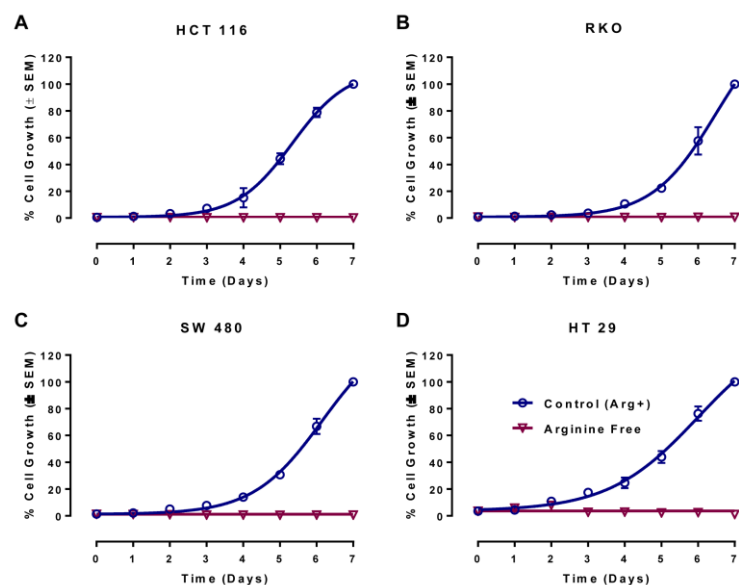 A
HCT 116
% Cell Growth (± SEM)
120
100
80
60
40
20
0
0 1 2 3 4 5 6 7
Time (Days)
B
RKO
% Cell Growth (± SEM)
120
100
80
60
40
20
0
0 1 2 3 4 5 6 7
Time (Days)
C
SW 480
% Cell Growth (± SEM)
120
100
80
60
40
20
0
0 1 2 3 4 5 6 7
Time (Days)
D
HT 29
% Cell Growth (± SEM)
120
100
80
60
40
20
0
Control (Arg+)
Arginine Free
0 1 2 3 4 5 6 7
Time (Days)